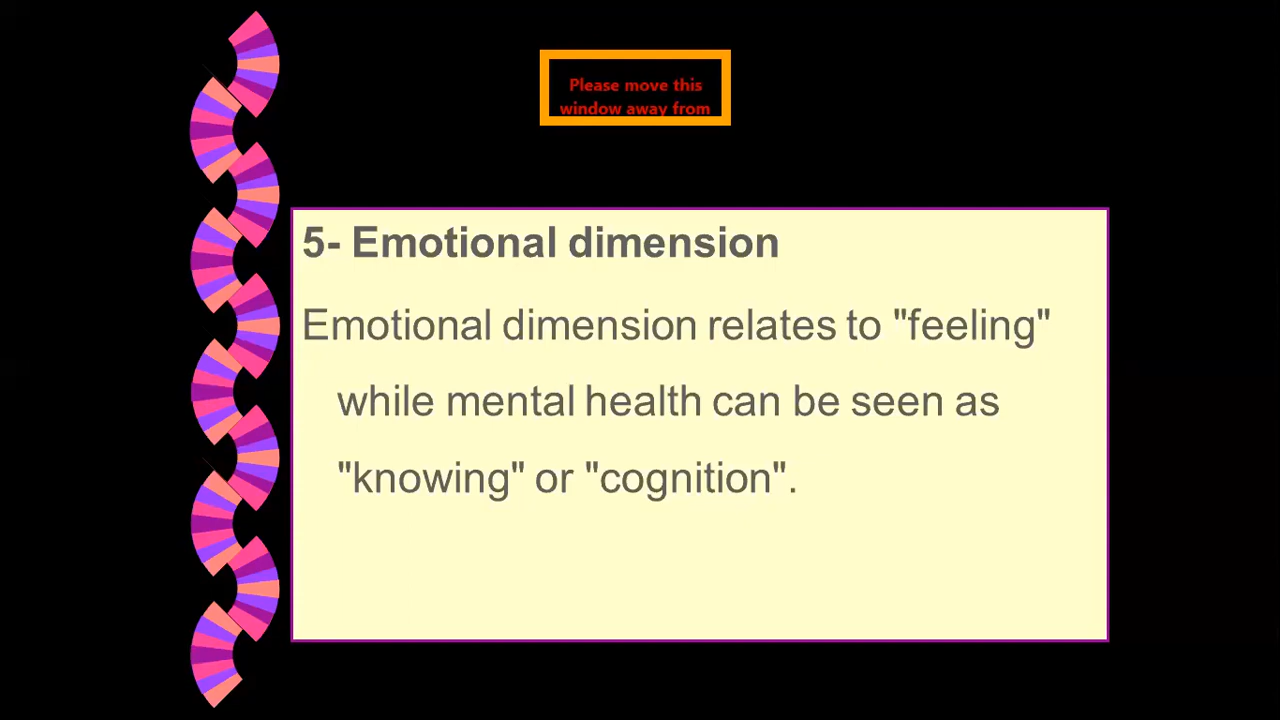 Please move this
window away from
5- Emotional dimension
Emotional dimension relates to "feeling"
while mental health can be seen as
"knowing" or "cognition".